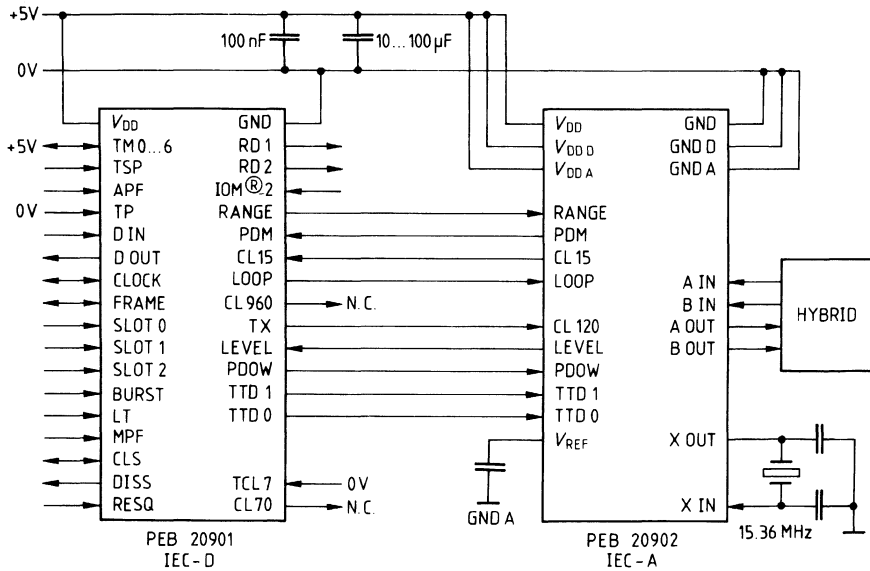 +5V
100 nF
10...100 µF
0V
VDD GND
+5V TM0...6 RD1
TSP RD2
APF IOM®-2
0V TP RANGE
DIN PDM
DOUT CL15
CLOCK LOOP
FRAME CL960 N.C.
SLOT 0 TX
SLOT 1 LEVEL
SLOT 2 PDOW
BURST TTD 1
LT TTD 0
MPF
CLS
DISS TCL7 0V
RESQ CL70 N.C.
PEB 20901
IEC-D
VDD GND
VDD D GND D
VDD A GND A
RANGE
PDM
CL15
LOOP A IN
B IN
CL120 A OUT
LEVEL B OUT
PDOW
TTD 1
TTD 0
VREF X OUT
X IN
GND A
PEB 20902
IEC-A
HYBRID
15.36 MHz